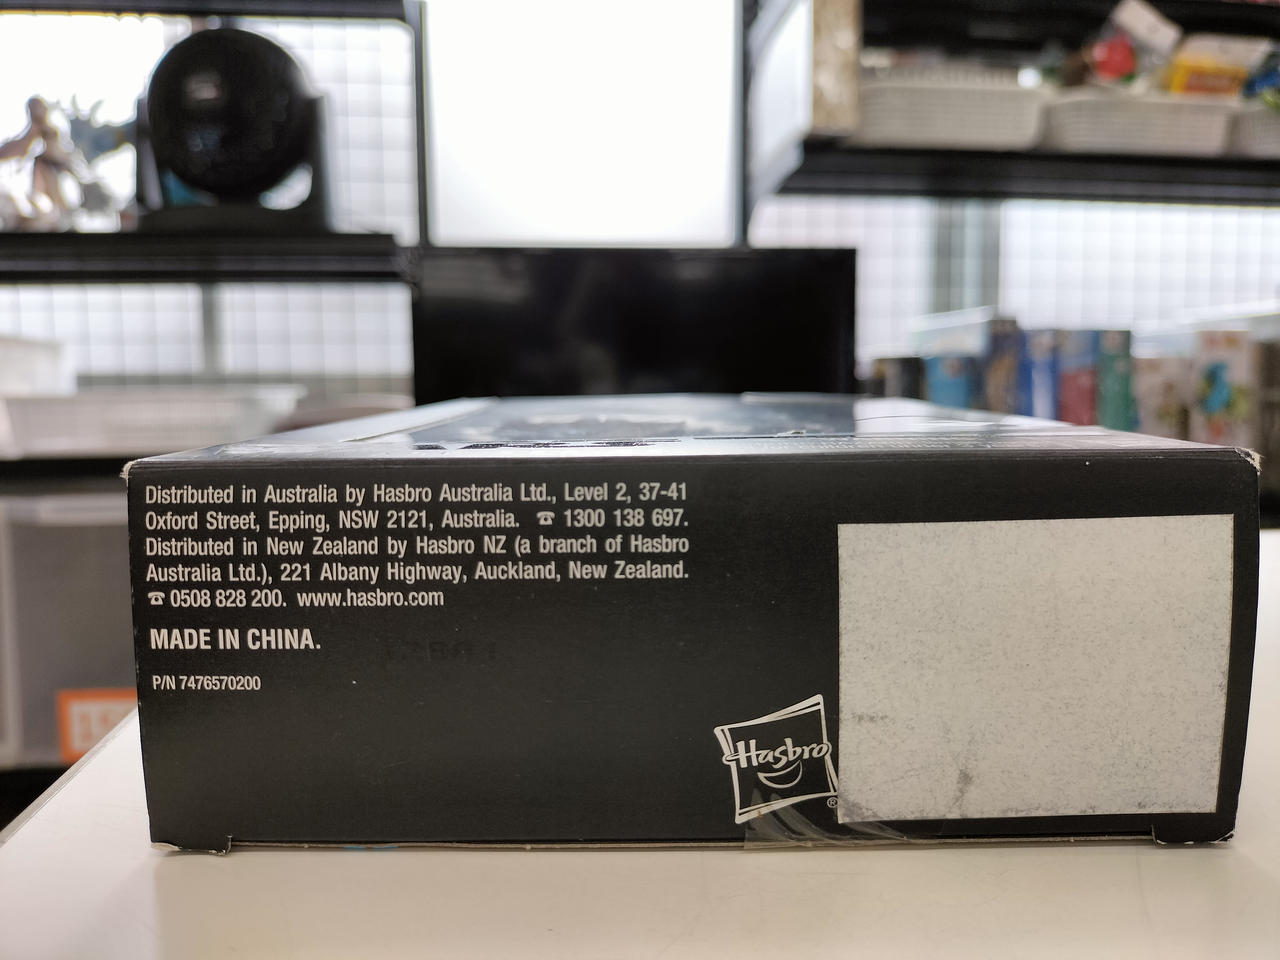 Distributed in Australia by Hasbro Australia Ltd., Level 2, 37-41
Oxford Street, Epping, NSW 2121, Australia. ☎ 1300 138 697.
Distributed in New Zealand by Hasbro NZ (a branch of Hasbro
Australia Ltd.), 221 Albany Highway, Auckland, New Zealand.
☎ 0508 828 200. www.hasbro.com
MADE IN CHINA.
P/N 7476570200
Hasbro
®